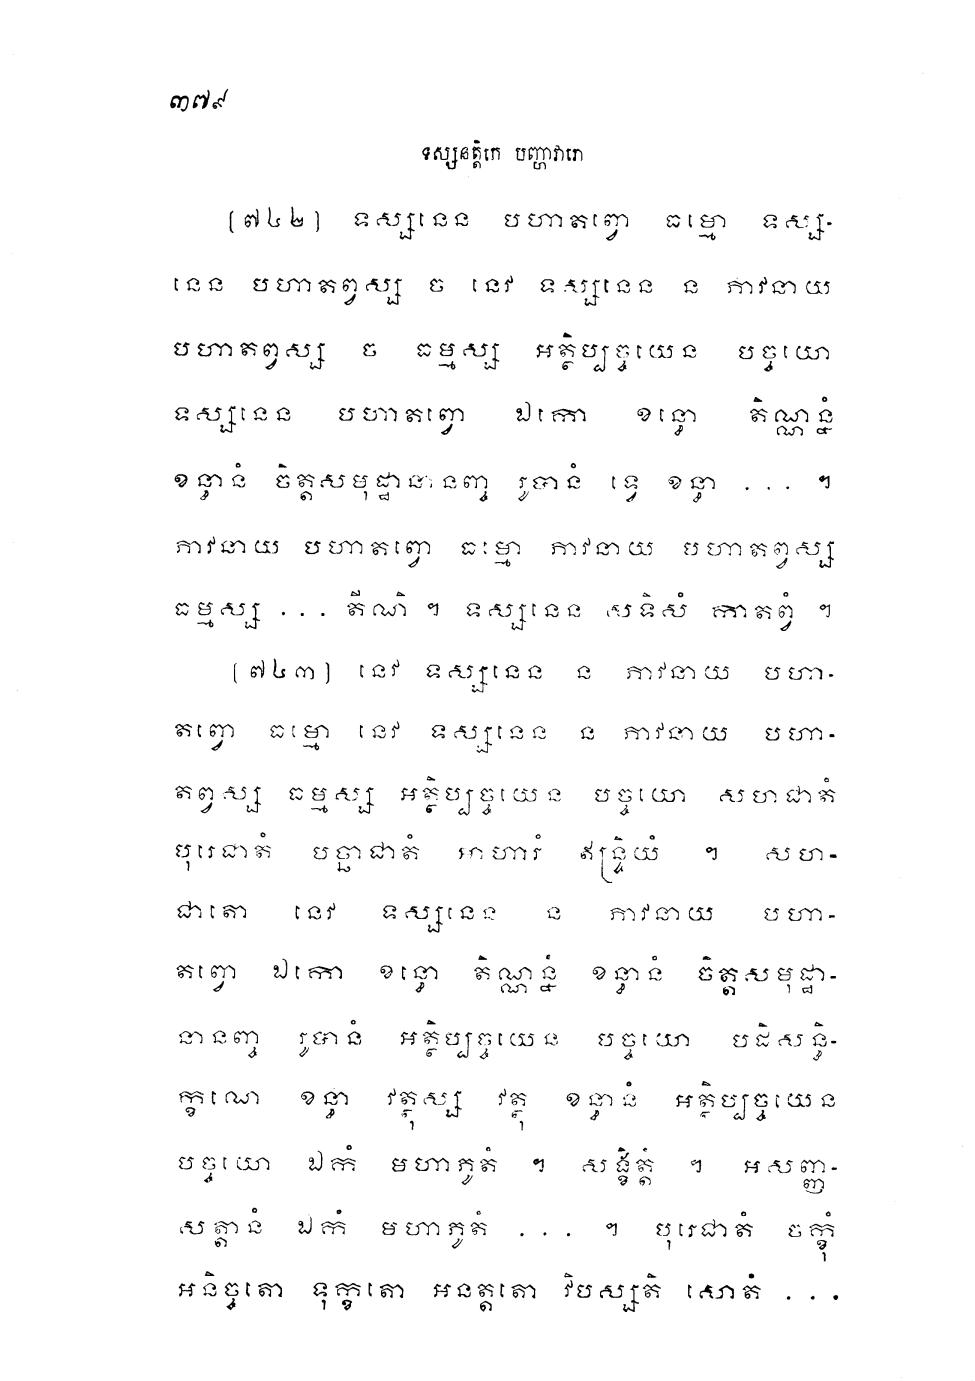 ៣៧៩
ទស្សនត្តិកេ បញ្ហាវារោ
(៧៤២) ទស្សនេន បហាតព្វោ ធម្មោ ទស្ស-
នេន បហាតព្វស្ស ច នេវ ទស្សនេន ន ភាវនាយ
បហាតព្វស្ស ច ធម្មស្ស អត្ថិប្បច្ចយេន បច្ចយោ
ទស្សនេន បហាតព្វោ ឯកោ ខន្ធោ តិណ្ណន្នំ
ខន្ធានំ ចិត្តសមុដ្ឋានានញ្ច រូបានំ ទ្វេ ខន្ធា ... ។
ភាវនាយ បហាតព្វោ ធម្មោ ភាវនាយ បហាតព្វស្ស
ធម្មស្ស ... តីណិ ។ ទស្សនេន សទិសំ កាតព្វំ ។
(៧៤៣) នេវ ទស្សនេន ន ភាវនាយ បហា-
តព្វោ ធម្មោ នេវ ទស្សនេន ន ភាវនាយ បហា-
តព្វស្ស ធម្មស្ស អត្ថិប្បច្ចយេន បច្ចយោ សហជាតំ
បុរេជាតំ បច្ឆាជាតំ អាហារំ ឥន្ទ្រិយំ ។ សហ-
ជាតោ នេវ ទស្សនេន ន ភាវនាយ បហា-
តព្វោ ឯកោ ខន្ធោ តិណ្ណន្នំ ខន្ធានំ ចិត្តសមុដ្ឋា-
នានញ្ច រូបានំ អត្ថិប្បច្ចយេន បច្ចយោ បដិសន្ធិ-
ក្ខណេ ខន្ធា វត្ថុស្ស វត្ថុ ខន្ធានំ អត្ថិប្បច្ចយេន
បច្ចយោ ឯកំ មហាភូតំ ។ សង្ខិត្តំ ។ អសញ្ញ-
សត្តានំ ឯកំ មហាភូតំ ... ។ បុរេជាតំ ចក្ខុំ
អនិច្ចតោ ទុក្ខតោ អនត្តតោ វិបស្សតិ សោតំ ...